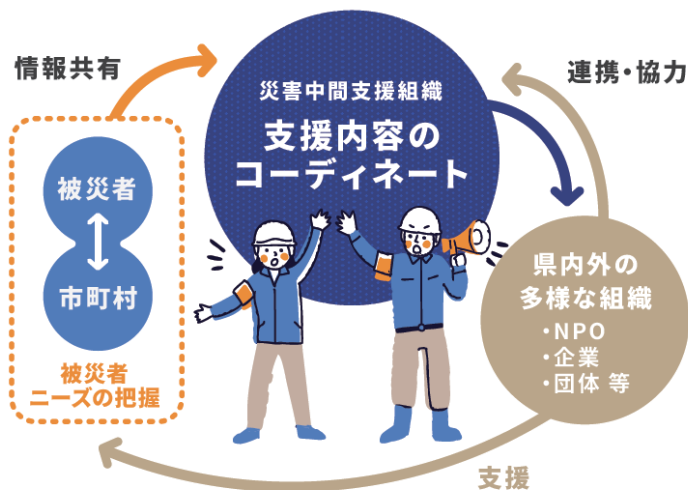 情報共有
災害中間支援組織
支援内容の
コーディネート
連携・協力
被災者
市町村
被災者
ニーズの把握
県内外の
多様な組織
・NPO
・企業
・団体 等
支援